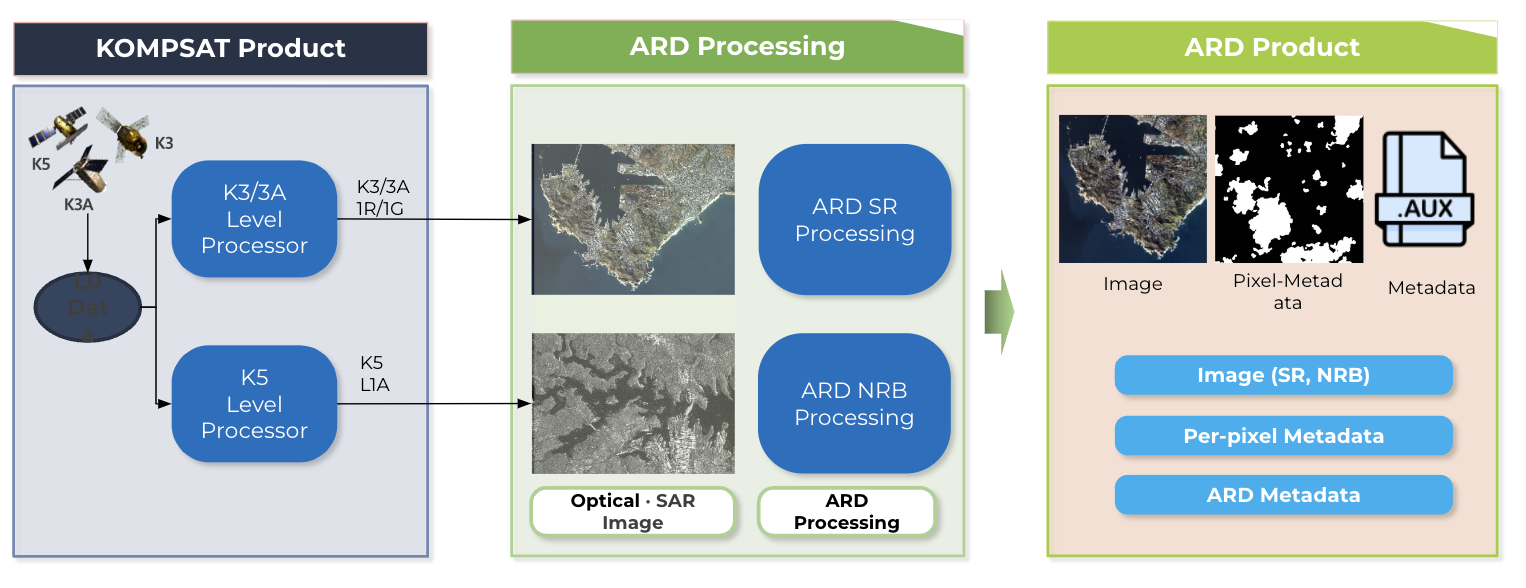 KOMPSAT Product
K5
K3
K3A
L0
Dat
a
K3/3A
Level
Processor
K3/3A
1R/1G
K5
Level
Processor
K5
L1A
ARD Processing
ARD SR
Processing
ARD NRB
Processing
Optical · SAR
Image
ARD
Processing
ARD Product
.AUX
Image
Pixel-Metad
ata
Metadata
Image (SR, NRB)
Per-pixel Metadata
ARD Metadata